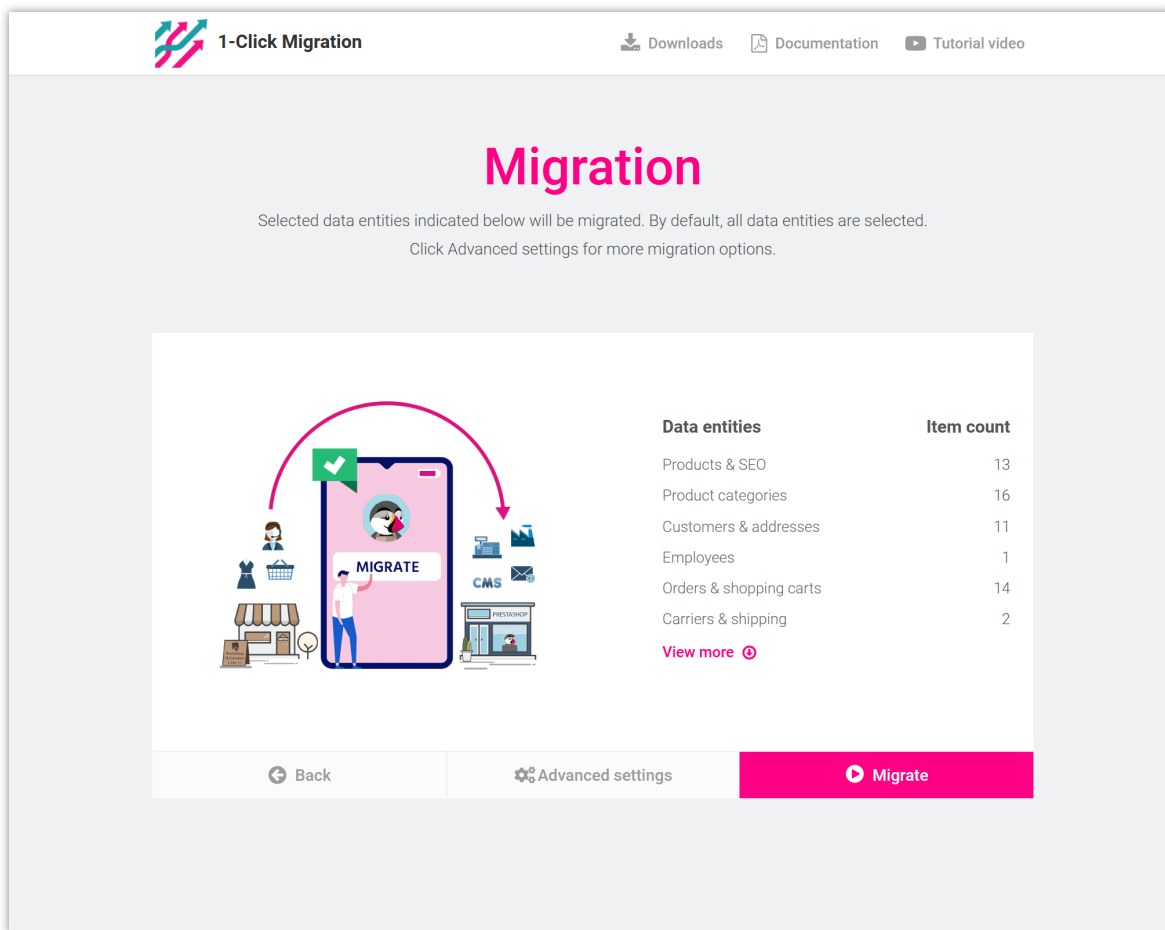 1-Click Migration
Downloads
Documentation
Tutorial video
Migration
Selected data entities indicated below will be migrated. By default, all data entities are selected.
Click Advanced settings for more migration options.
MIGRATE
CMS
PRESTASHOP
Data entities Item count
Products & SEO 13
Product categories 16
Customers & addresses 11
Employees 1
Orders & shopping carts 14
Carriers & shipping 2
View more
Back
Advanced settings
Migrate